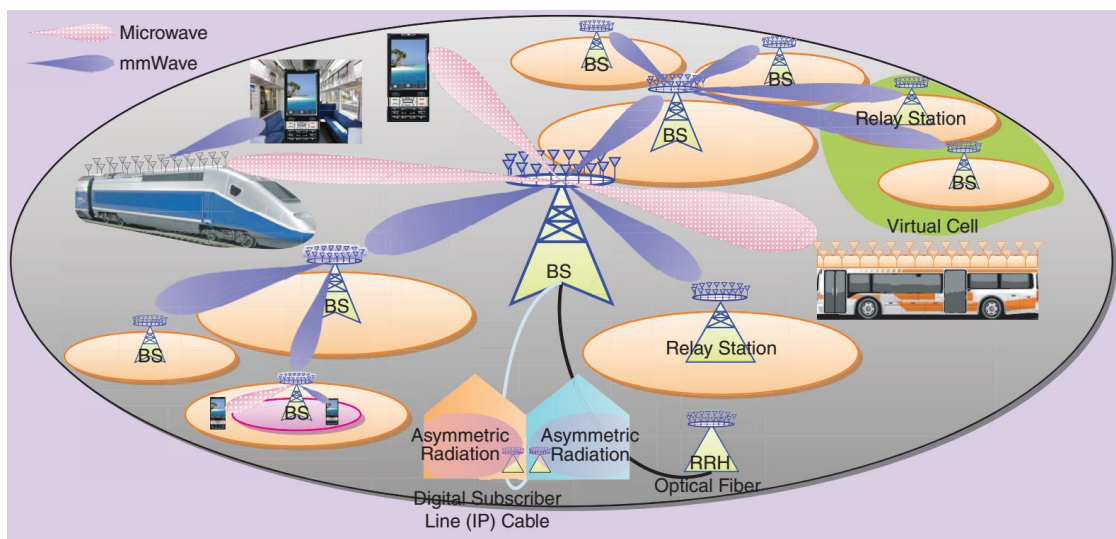 Microwave
mmWave
BS
BS
BS
Relay Station
BS
Virtual Cell
BS
BS
BS
Relay Station
BS
Asymmetric
Radiation
Asymmetric
Radiation
RRH
Optical Fiber
Digital Subscriber
Line (IP) Cable